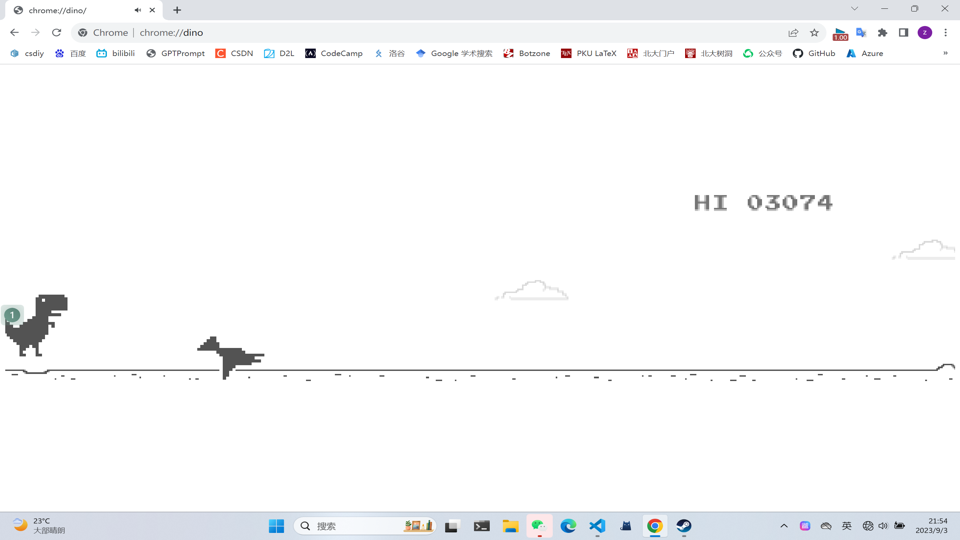 chrome://dino/
Chrome | chrome://dino
1.00
z
csdiy 百度 bilibili GPTPrompt CSDN D2L CodeCamp 洛谷 Google 学术搜索 Botzone PKU LaTeX 北大门户 北大树洞 公众号 GitHub Azure »
HI 03074
1
23°C
大部晴朗
搜索
英
21:54
2023/9/3